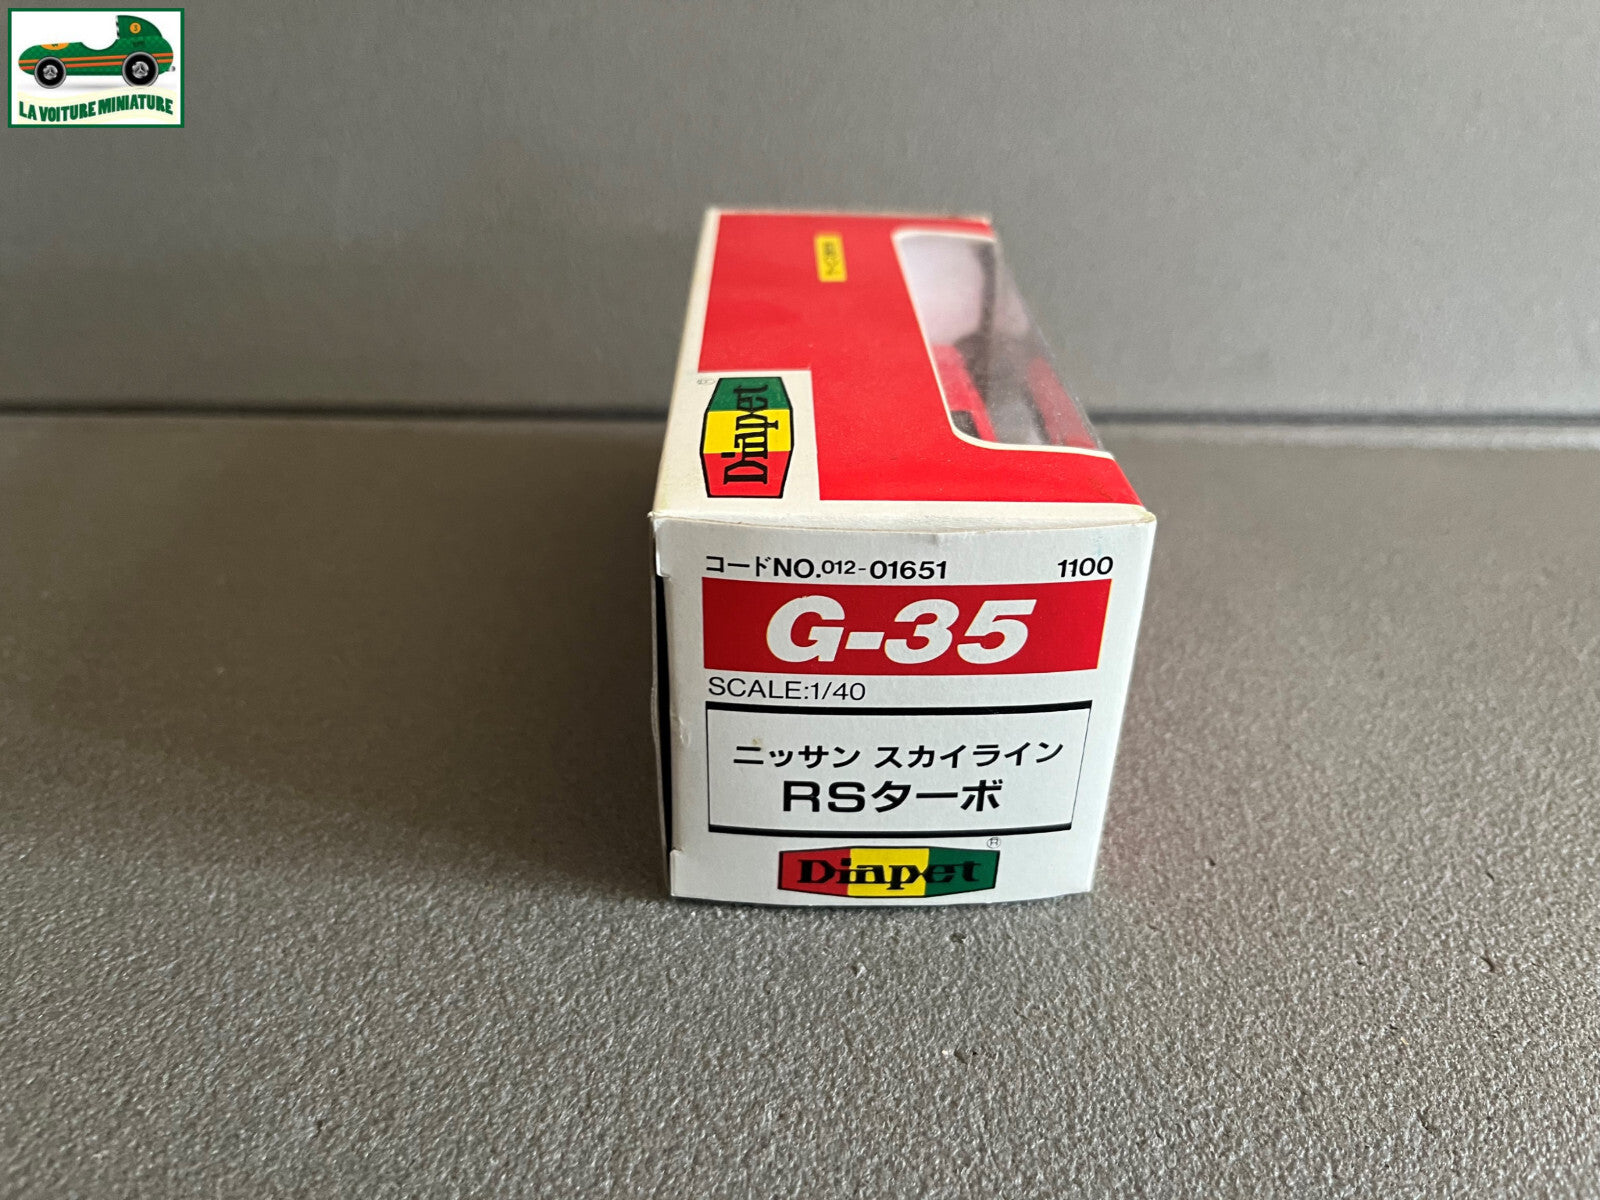 LA VOITURE MINIATURE
Diapet
コードNO.012-01651 1100
G-35
SCALE:1/40
ニッサン スカイライン
RSターボ
Diapet
®